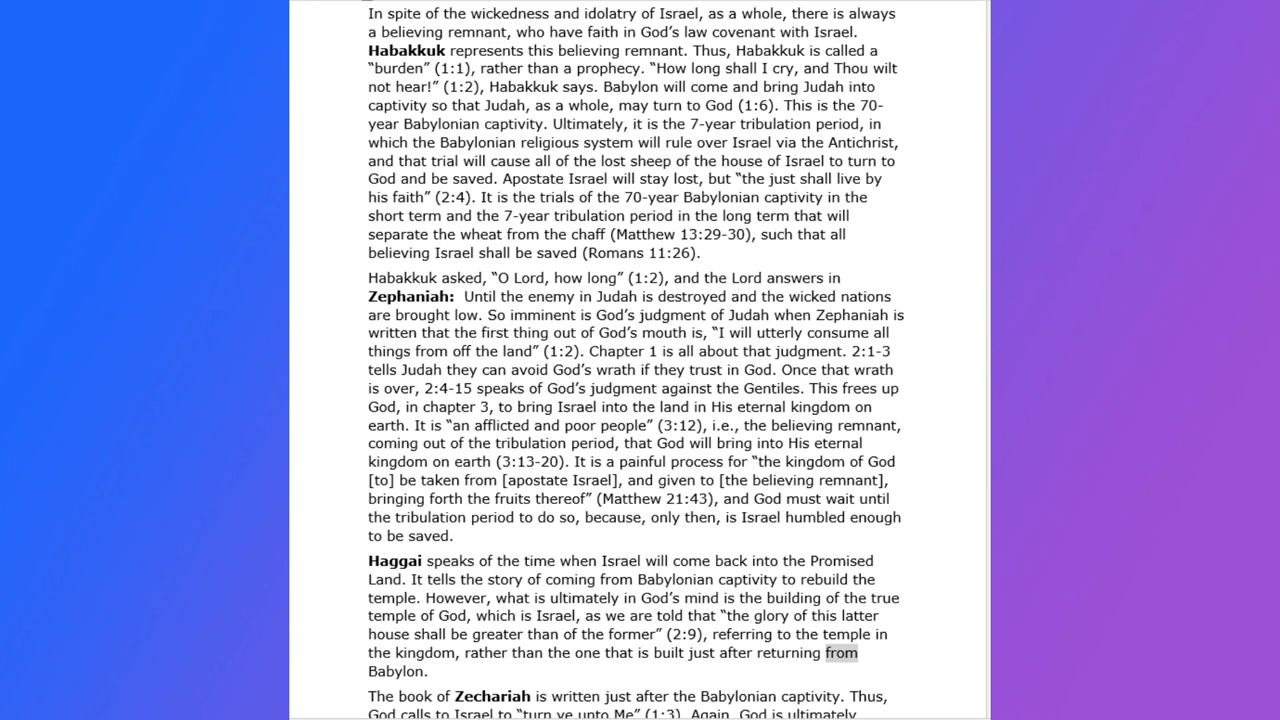 In spite of the wickedness and idolatry of Israel, as a whole, there is always
a believing remnant, who have faith in God’s law covenant with Israel.
Habakkuk represents this believing remnant. Thus, Habakkuk is called a
“burden” (1:1), rather than a prophecy. “How long shall I cry, and Thou wilt
not hear!” (1:2), Habakkuk says. Babylon will come and bring Judah into
captivity so that Judah, as a whole, may turn to God (1:6). This is the 70-
year Babylonian captivity. Ultimately, it is the 7-year tribulation period, in
which the Babylonian religious system will rule over Israel via the Antichrist,
and that trial will cause all of the lost sheep of the house of Israel to turn to
God and be saved. Apostate Israel will stay lost, but “the just shall live by
his faith” (2:4). It is the trials of the 70-year Babylonian captivity in the
short term and the 7-year tribulation period in the long term that will
separate the wheat from the chaff (Matthew 13:29-30), such that all
believing Israel shall be saved (Romans 11:26).
Habakkuk asked, “O Lord, how long” (1:2), and the Lord answers in
Zephaniah:  Until the enemy in Judah is destroyed and the wicked nations
are brought low. So imminent is God’s judgment of Judah when Zephaniah is
written that the first thing out of God’s mouth is, “I will utterly consume all
things from off the land” (1:2). Chapter 1 is all about that judgment. 2:1-3
tells Judah they can avoid God’s wrath if they trust in God. Once that wrath
is over, 2:4-15 speaks of God’s judgment against the Gentiles. This frees up
God, in chapter 3, to bring Israel into the land in His eternal kingdom on
earth. It is “an afflicted and poor people” (3:12), i.e., the believing remnant,
coming out of the tribulation period, that God will bring into His eternal
kingdom on earth (3:13-20). It is a painful process for “the kingdom of God
[to] be taken from [apostate Israel], and given to [the believing remnant],
bringing forth the fruits thereof” (Matthew 21:43), and God must wait until
the tribulation period to do so, because, only then, is Israel humbled enough
to be saved.
Haggai speaks of the time when Israel will come back into the Promised
Land. It tells the story of coming from Babylonian captivity to rebuild the
temple. However, what is ultimately in God’s mind is the building of the true
temple of God, which is Israel, as we are told that “the glory of this latter
house shall be greater than of the former” (2:9), referring to the temple in
the kingdom, rather than the one that is built just after returning from
Babylon.
The book of Zechariah is written just after the Babylonian captivity. Thus,
God calls to Israel to “turn ye unto Me” (1:3). Again, God is ultimately